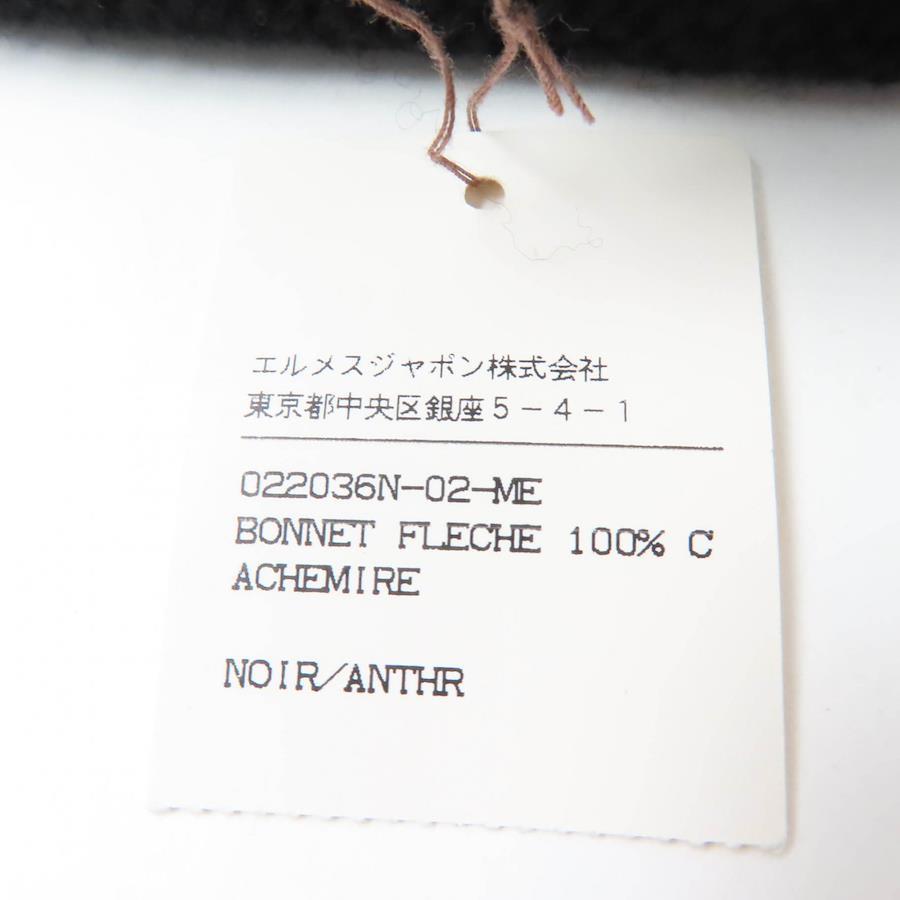 エルメスジャポン株式会社
東京都中央区銀座5-4-1
022036N-02-ME
BONNET FLECHE 100% C
ACHEMIRE
NOIR/ANTHR